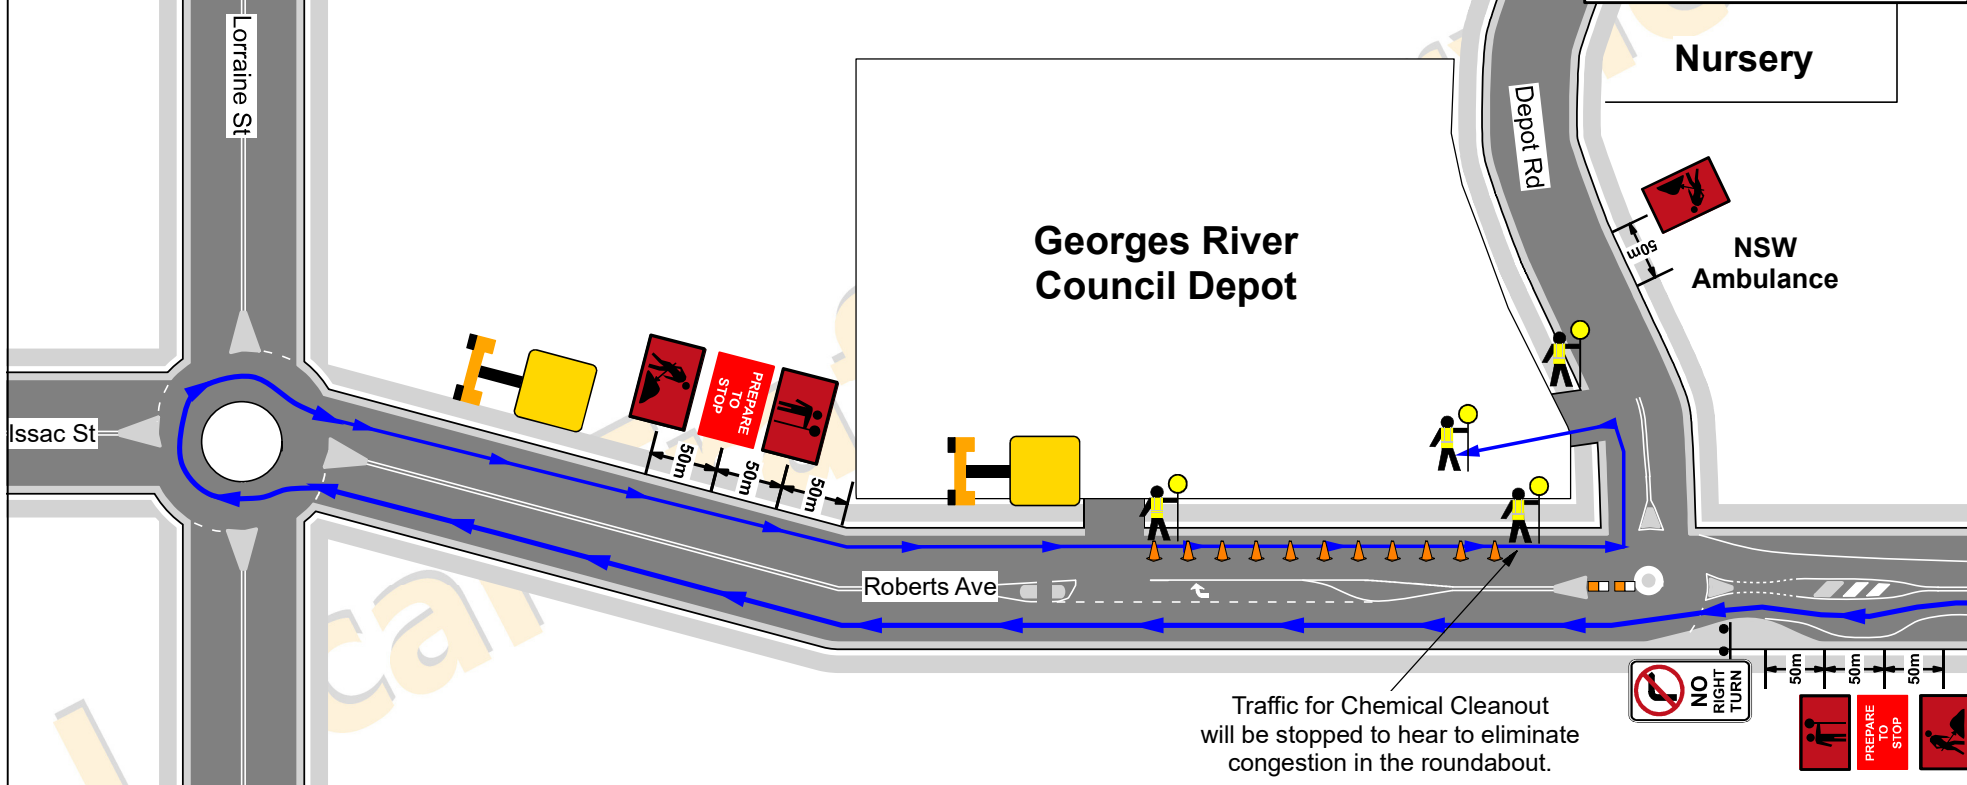 Lorraine St
Nursery
Depot Rd
Georges River
Council Depot
NSW
Ambulance
50m
PREPARE
TO
STOP
50m
50m
50m
Issac St
Roberts Ave
Traffic for Chemical Cleanout
will be stopped to hear to eliminate
congestion in the roundabout.
NO
RIGHT
TURN
50m
50m
50m
PREPARE
TO
STOP